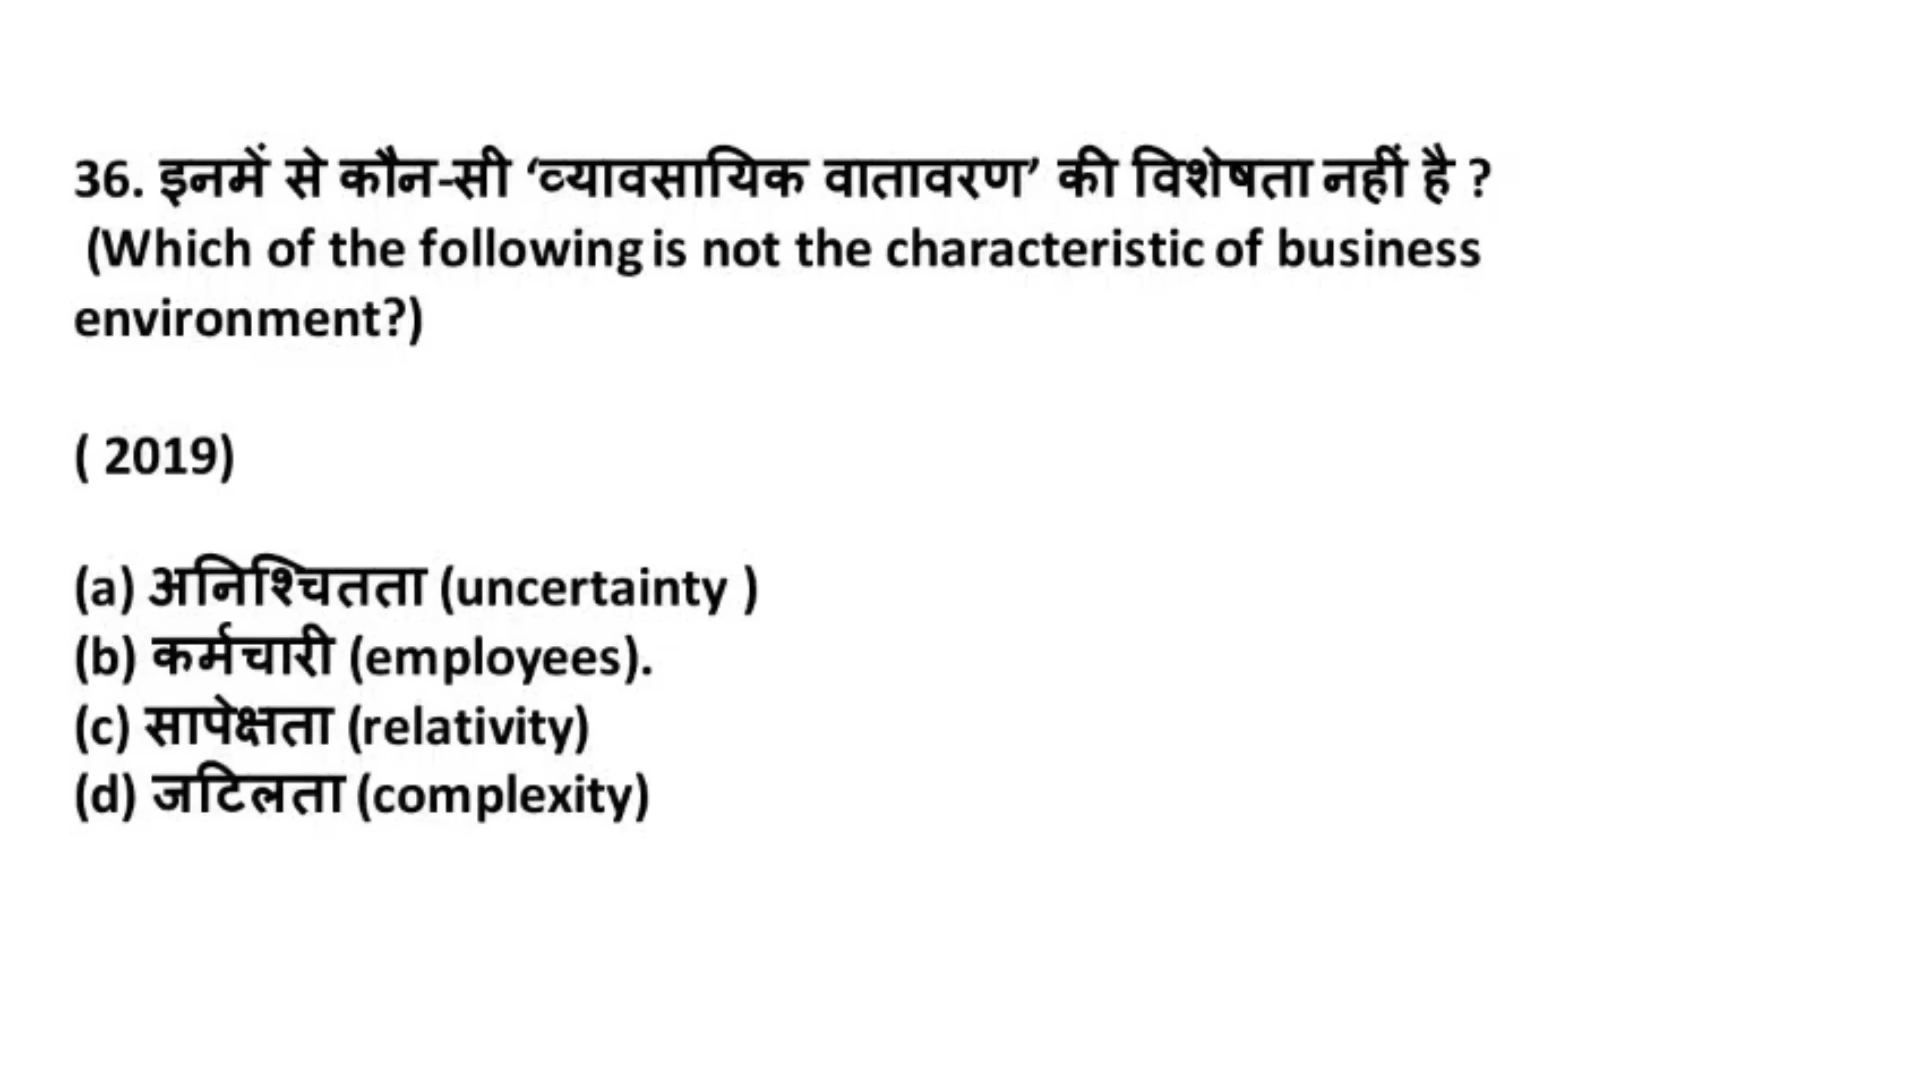 36. इनमें से कौन-सी ‘व्यावसायिक वातावरण’ की विशेषता नहीं है ?
(Which of the following is not the characteristic of business
environment?)
( 2019)
(a) अनिश्चितता (uncertainty )
(b) कर्मचारी (employees).
(c) सापेक्षता (relativity)
(d) जटिलता (complexity)